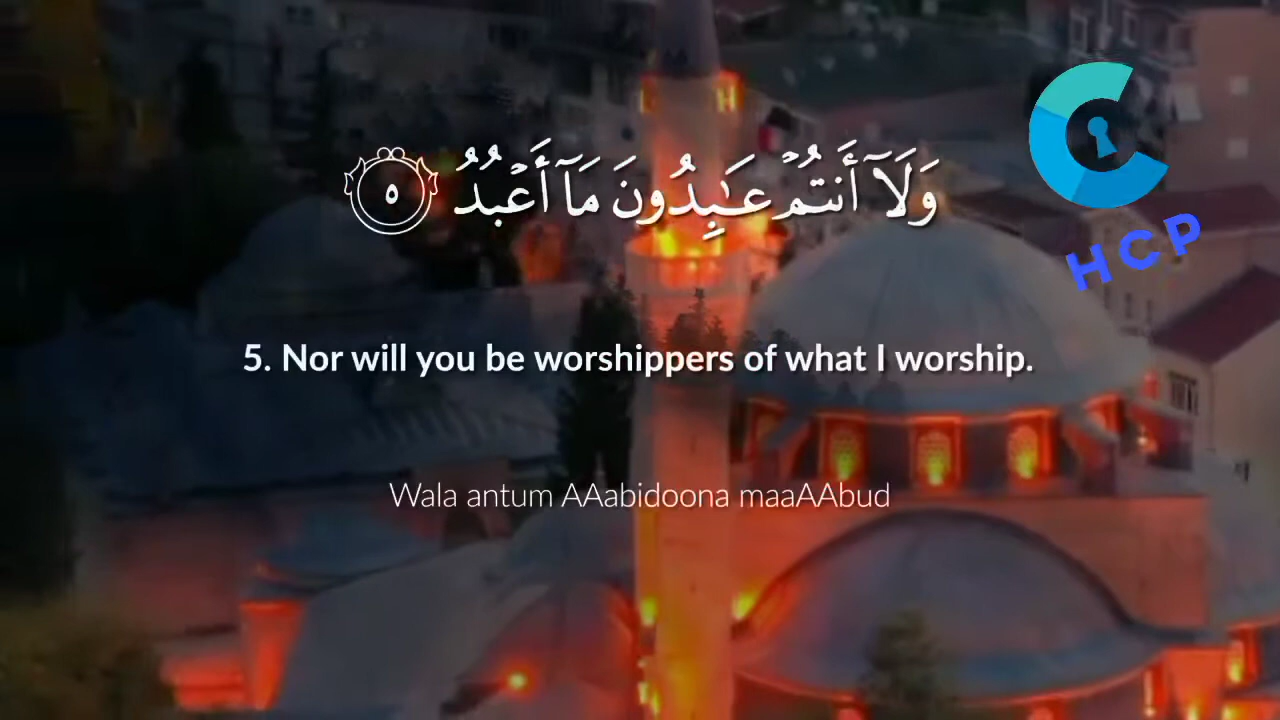 وَلَآ أَنتُمْ عَـٰبِدُونَ مَآ أَعْبُدُ ٥
HCP
5. Nor will you be worshippers of what I worship.
Wala antum AAabidoona maaAAbud